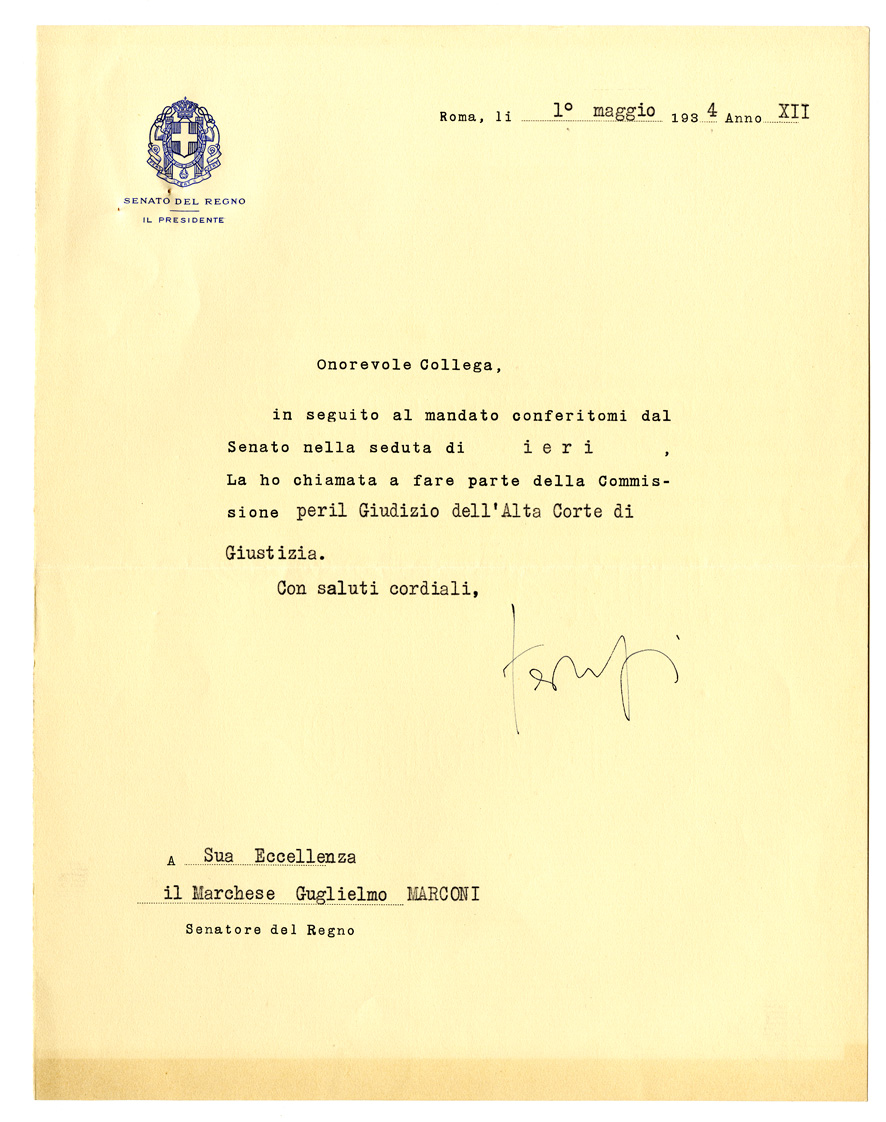 Roma, li 1º maggio 1934 Anno XII
SENATO DEL REGNO
IL PRESIDENTE
Onorevole Collega,
in seguito al mandato conferitomi dal
Senato nella seduta di ieri ,
La ho chiamata a fare parte della Commis-
sione peril Giudizio dell'Alta Corte di
Giustizia.
Con saluti cordiali,
A Sua Eccellenza
il Marchese Guglielmo MARCONI
Senatore del Regno